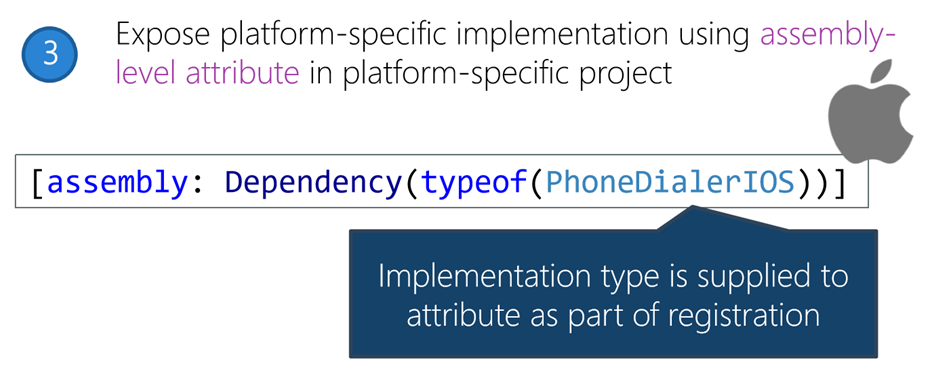 3
Expose platform-specific implementation using assembly-
level attribute in platform-specific project
[assembly: Dependency(typeof(PhoneDialerIOS))]
Implementation type is supplied to
attribute as part of registration